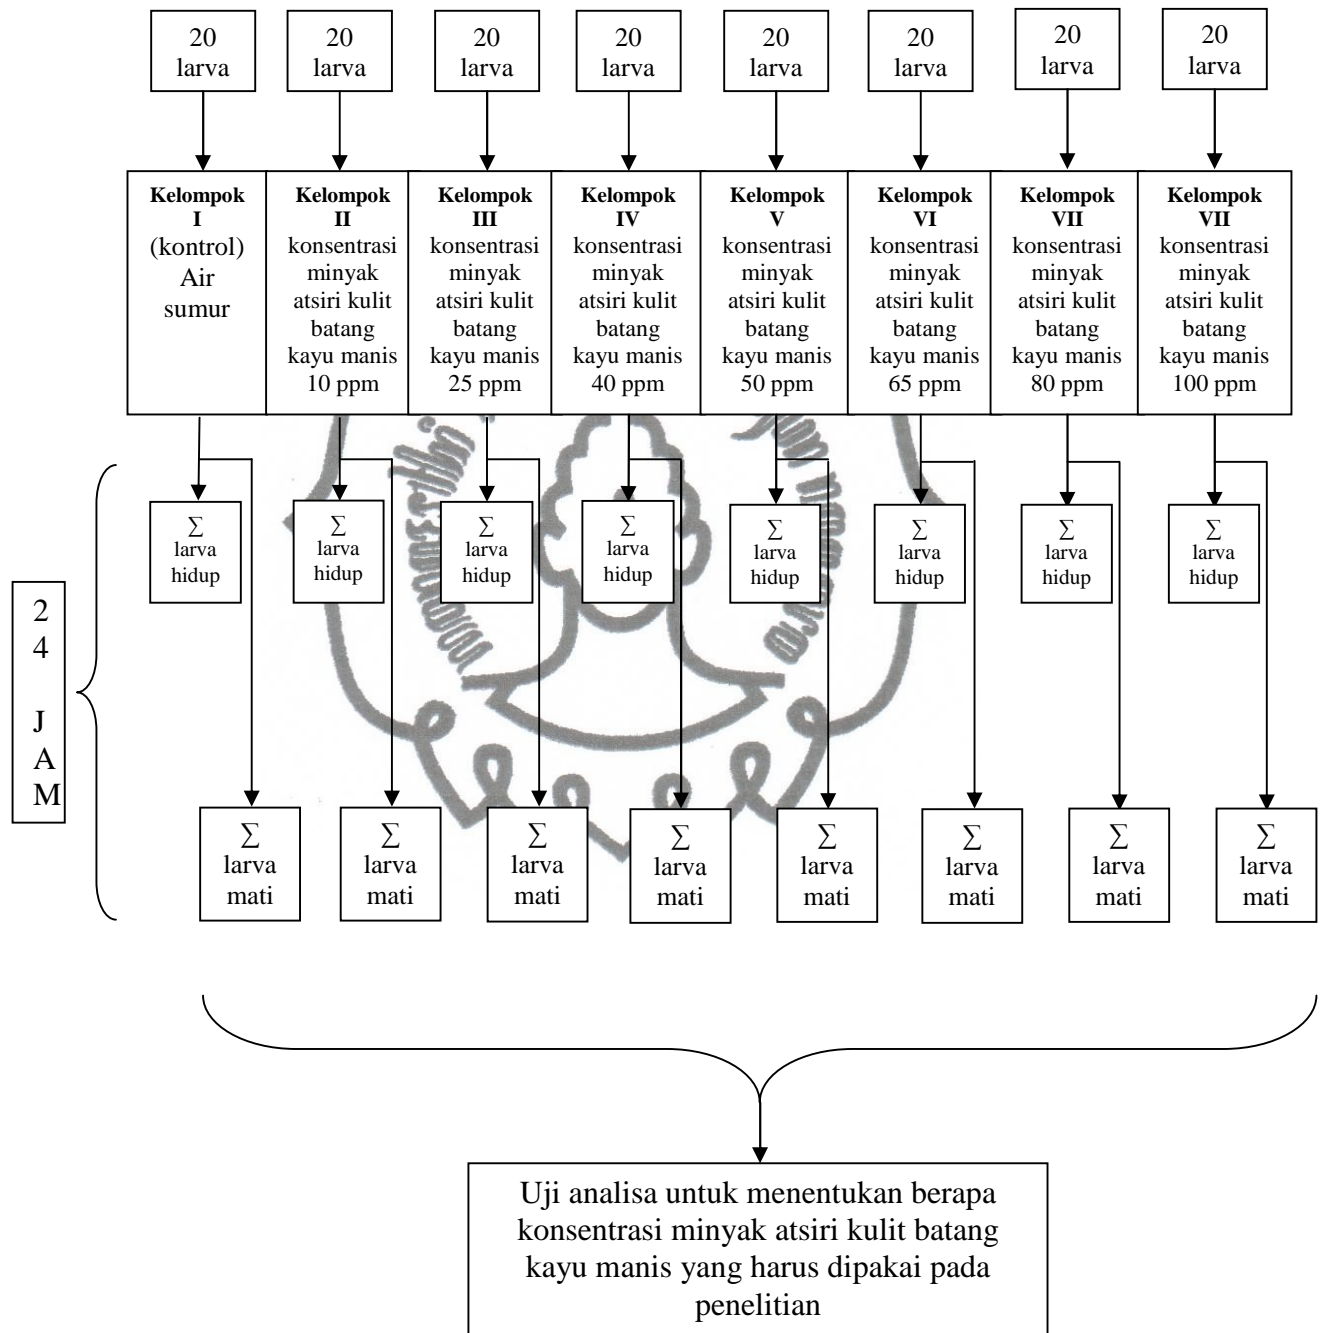 20
larva
20
larva
20
larva
20
larva
20
larva
20
larva
20
larva
20
larva
Kelompok
I
(kontrol)
Air
sumur
Kelompok
II
konsentrasi
minyak
atsiri kulit
batang
kayu manis
10 ppm
Kelompok
III
konsentrasi
minyak
atsiri kulit
batang
kayu manis
25 ppm
Kelompok
IV
konsentrasi
minyak
atsiri kulit
batang
kayu manis
40 ppm
Kelompok
V
konsentrasi
minyak
atsiri kulit
batang
kayu manis
50 ppm
Kelompok
VI
konsentrasi
minyak
atsiri kulit
batang
kayu manis
65 ppm
Kelompok
VII
konsentrasi
minyak
atsiri kulit
batang
kayu manis
80 ppm
Kelompok
VII
konsentrasi
minyak
atsiri kulit
batang
kayu manis
100 ppm
2
4
J
A
M
∑
larva
hidup
∑
larva
hidup
∑
larva
hidup
∑
larva
hidup
∑
larva
hidup
∑
larva
hidup
∑
larva
hidup
∑
larva
hidup
∑
larva
mati
∑
larva
mati
∑
larva
mati
∑
larva
mati
∑
larva
mati
∑
larva
mati
∑
larva
mati
∑
larva
mati
Uji analisa untuk menentukan berapa
konsentrasi minyak atsiri kulit batang
kayu manis yang harus dipakai pada
penelitian